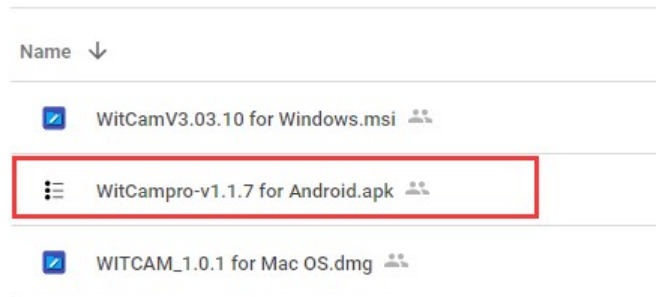 Name
WitCamV3.03.10 for Windows.msi
WitCampro-v1.1.7 for Android.apk
WITCAM_1.0.1 for Mac OS.dmg